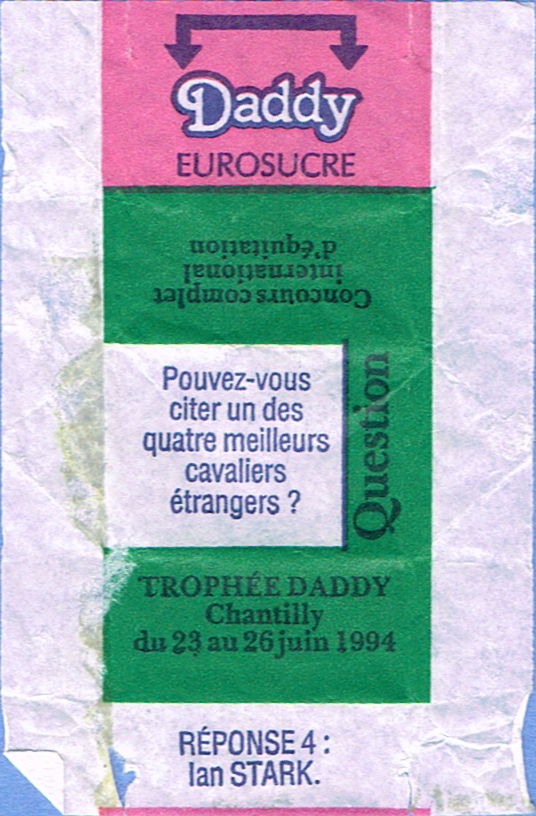 Daddy
EUROSUCRE
Concours complet
international
d'équitation
Pouvez-vous
citer un des
quatre meilleurs
cavaliers
étrangers ?
Question
TROPHÉE DADDY
Chantilly
du 23 au 26 juin 1994
RÉPONSE 4 :
Ian STARK.